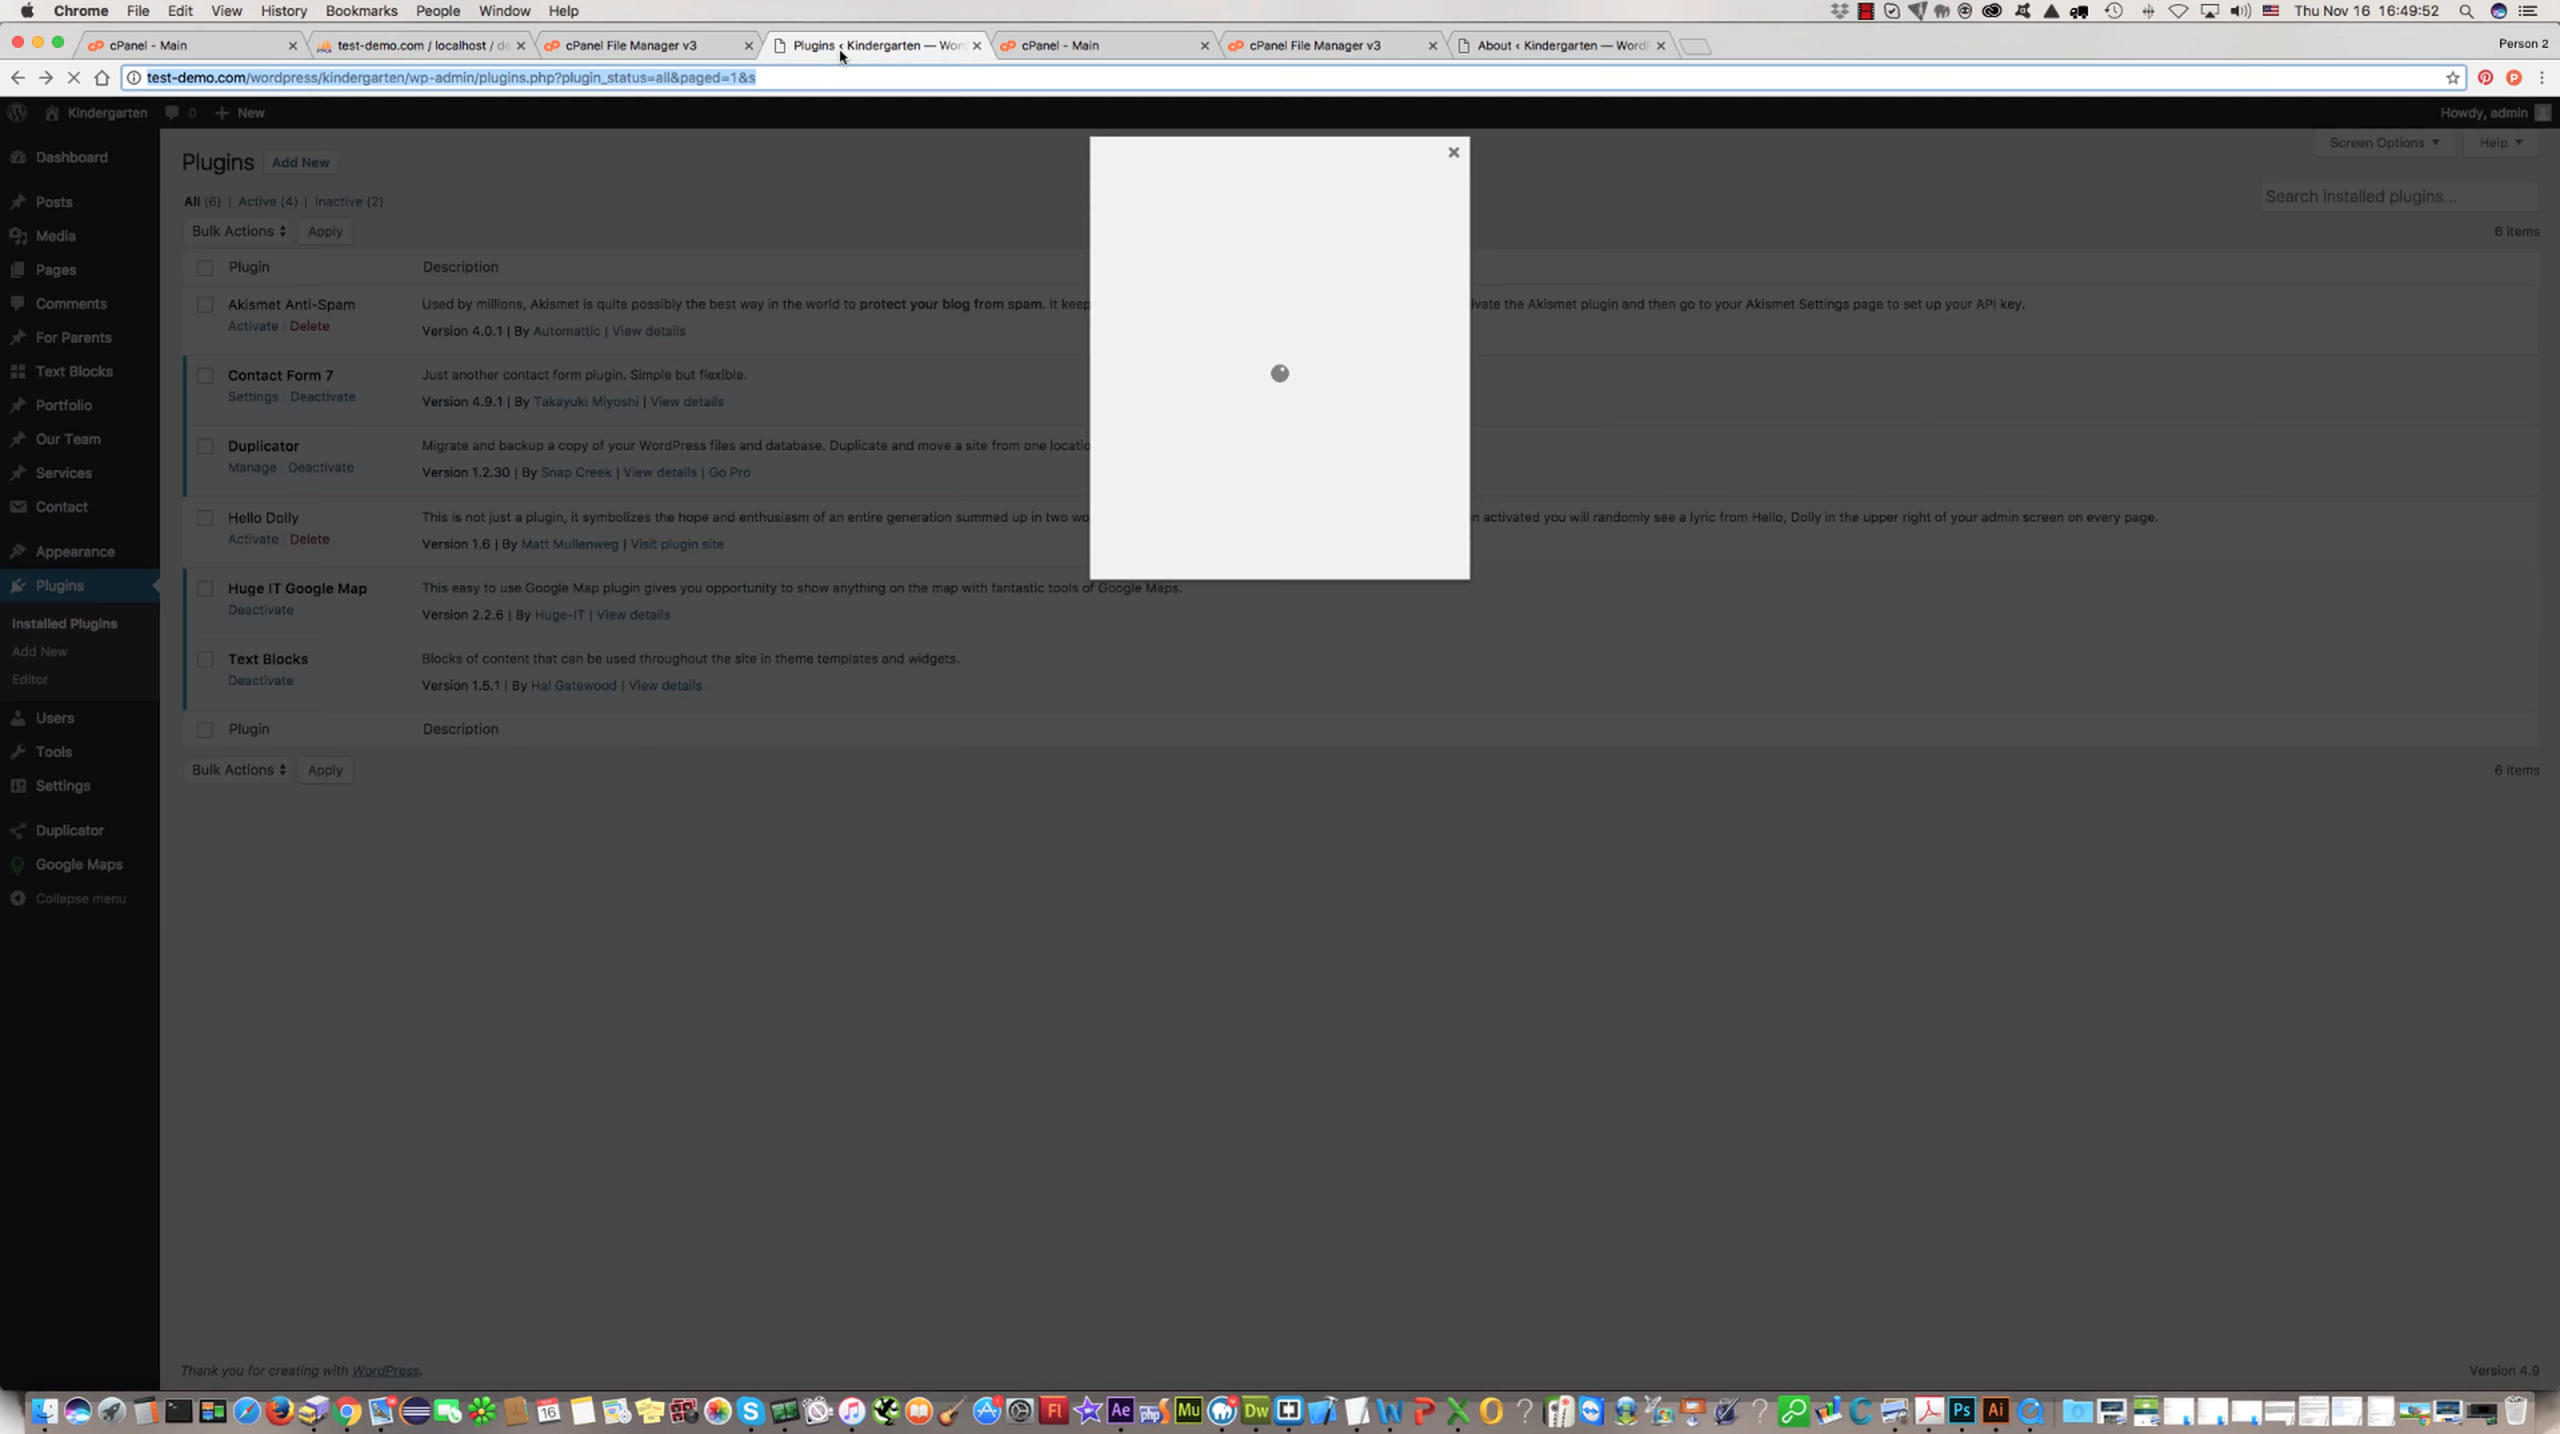 Chrome File Edit View History Bookmarks People Window Help Thu Nov 16 16:49:52
cPanel - Main test-demo.com / localhost / de cPanel File Manager v3 Plugins ‹ Kindergarten — Word cPanel - Main cPanel File Manager v3 About ‹ Kindergarten — Word Person 2
test-demo.com/wordpress/kindergarten/wp-admin/plugins.php?plugin_status=all&paged=1&s
Kindergarten 0 + New Howdy, admin
Dashboard
Posts
Media
Pages
Comments
For Parents
Text Blocks
Portfolio
Our Team
Services
Contact
Appearance
Plugins
Installed Plugins
Add New
Editor
Users
Tools
Settings
Duplicator
Google Maps
Collapse menu
Plugins Add New Screen Options Help
All (6) | Active (4) | Inactive (2) Search installed plugins...
Bulk Actions Apply 6 items
Plugin Description
Akismet Anti-Spam Used by millions, Akismet is quite possibly the best way in the world to protect your blog from spam. It keep ivate the Akismet plugin and then go to your Akismet Settings page to set up your API key.
Activate | Delete Version 4.0.1 | By Automattic | View details
Contact Form 7 Just another contact form plugin. Simple but flexible.
Settings | Deactivate Version 4.9.1 | By Takayuki Miyoshi | View details
Duplicator Migrate and backup a copy of your WordPress files and database. Duplicate and move a site from one locatio
Manage | Deactivate Version 1.2.30 | By Snap Creek | View details | Go Pro
Hello Dolly This is not just a plugin, it symbolizes the hope and enthusiasm of an entire generation summed up in two wo n activated you will randomly see a lyric from Hello, Dolly in the upper right of your admin screen on every page.
Activate | Delete Version 1.6 | By Matt Mullenweg | Visit plugin site
Huge IT Google Map This easy to use Google Map plugin gives you opportunity to show anything on the map with fantastic tools of Google Maps.
Deactivate Version 2.2.6 | By Huge-IT | View details
Text Blocks Blocks of content that can be used throughout the site in theme templates and widgets.
Deactivate Version 1.5.1 | By Hal Gatewood | View details
Plugin Description
Bulk Actions Apply 6 items
Thank you for creating with WordPress. Version 4.9
16 Fl Ae php Mu Dw Ps Ai